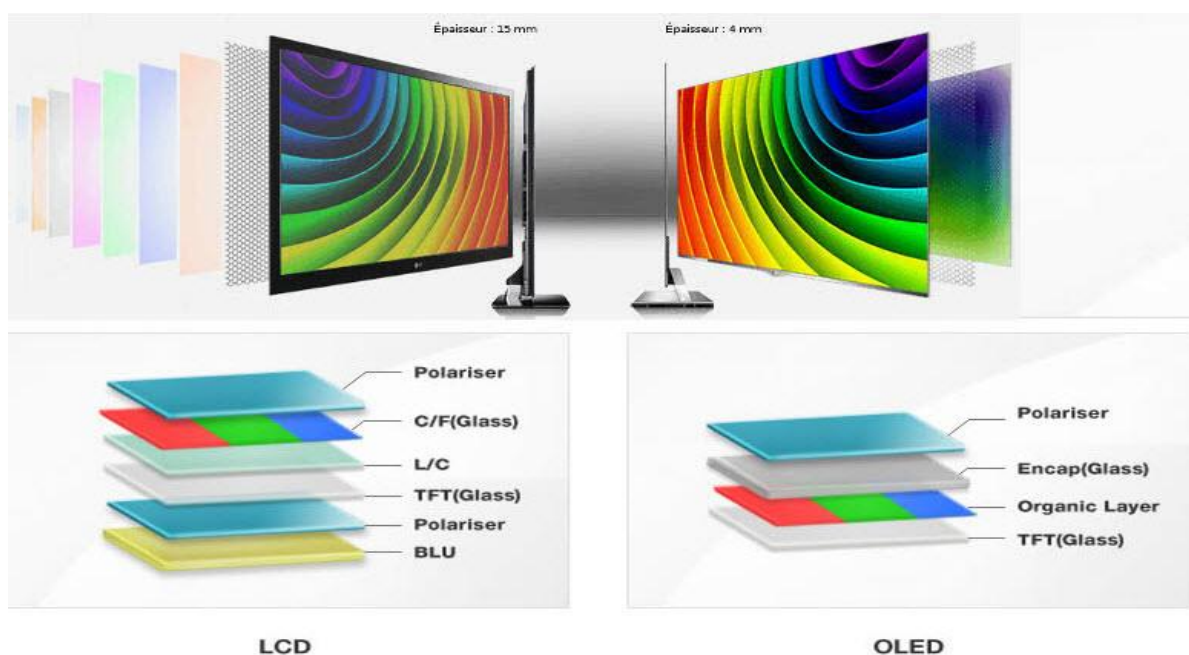 Épaisseur : 15 mm
Épaisseur : 4 mm
Polariser
C/F(Glass)
L/C
TFT(Glass)
Polariser
BLU
LCD
Polariser
Encap(Glass)
Organic Layer
TFT(Glass)
OLED